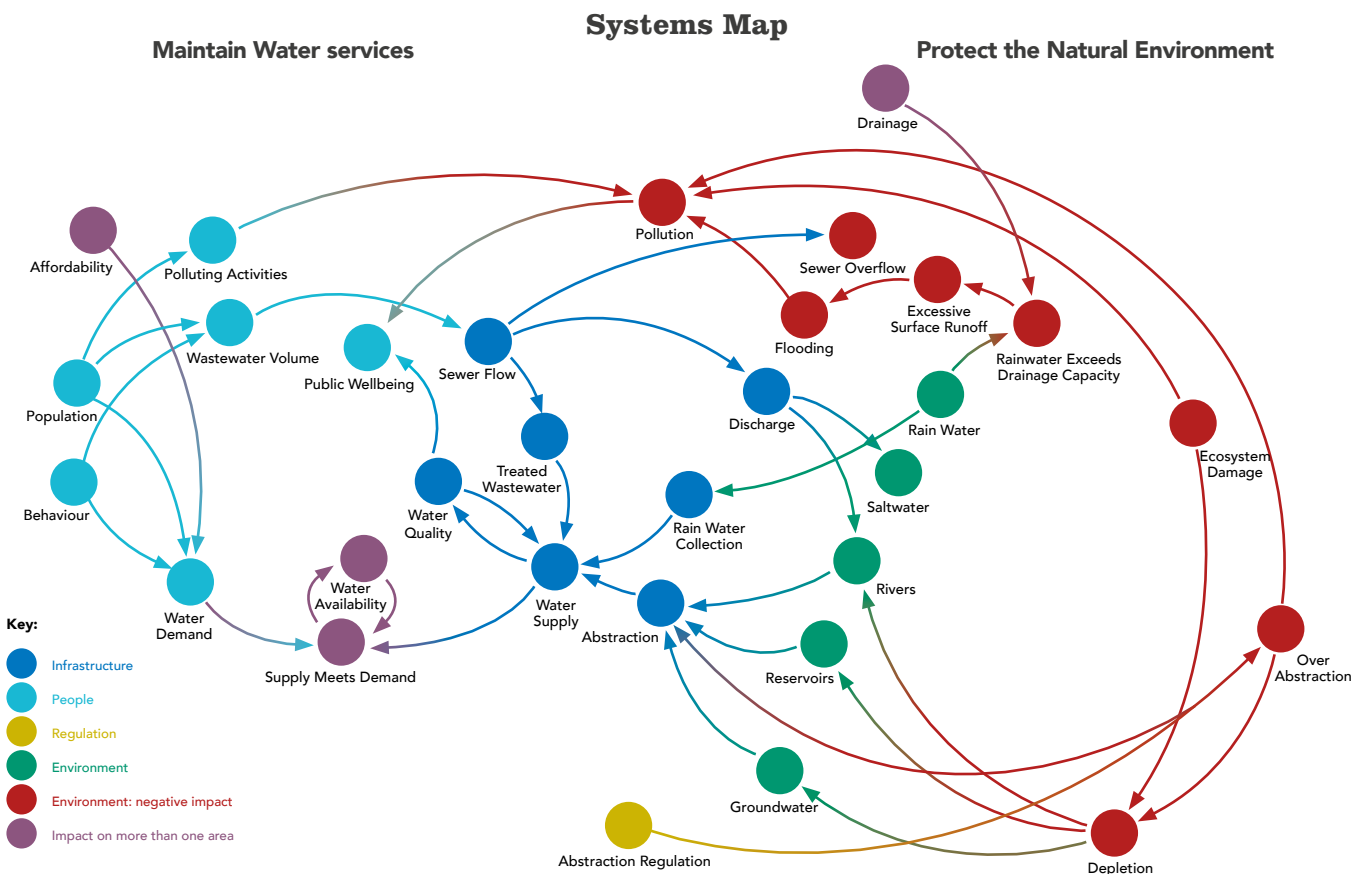 Systems Map
Maintain Water services
Protect the Natural Environment
Drainage
Affordability
Polluting Activities
Pollution
Sewer Overflow
Excessive
Surface Runoff
Wastewater Volume
Public Wellbeing
Sewer Flow
Flooding
Rainwater Exceeds
Drainage Capacity
Population
Discharge
Rain Water
Ecosystem
Damage
Behaviour
Water
Quality
Treated
Wastewater
Rain Water
Collection
Saltwater
Water
Availability
Water
Demand
Water
Supply
Abstraction
Rivers
Supply Meets Demand
Reservoirs
Over
Abstraction
Groundwater
Abstraction Regulation
Depletion
Key:
Infrastructure
People
Regulation
Environment
Environment: negative impact
Impact on more than one area